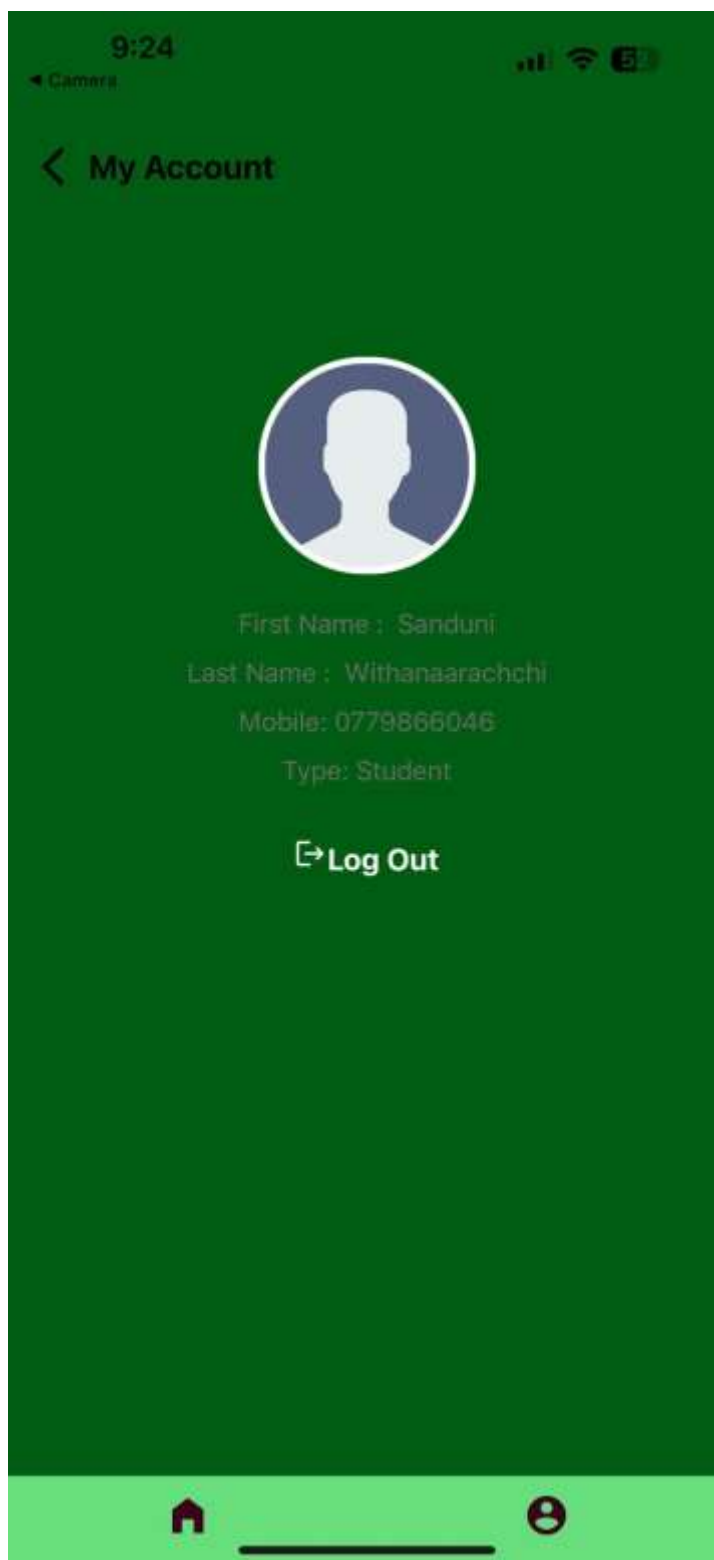 9:24
◀ Camera
My Account
First Name : Sanduni
Last Name : Withanaarachchi
Mobile: 0779866046
Type: Student
Log Out